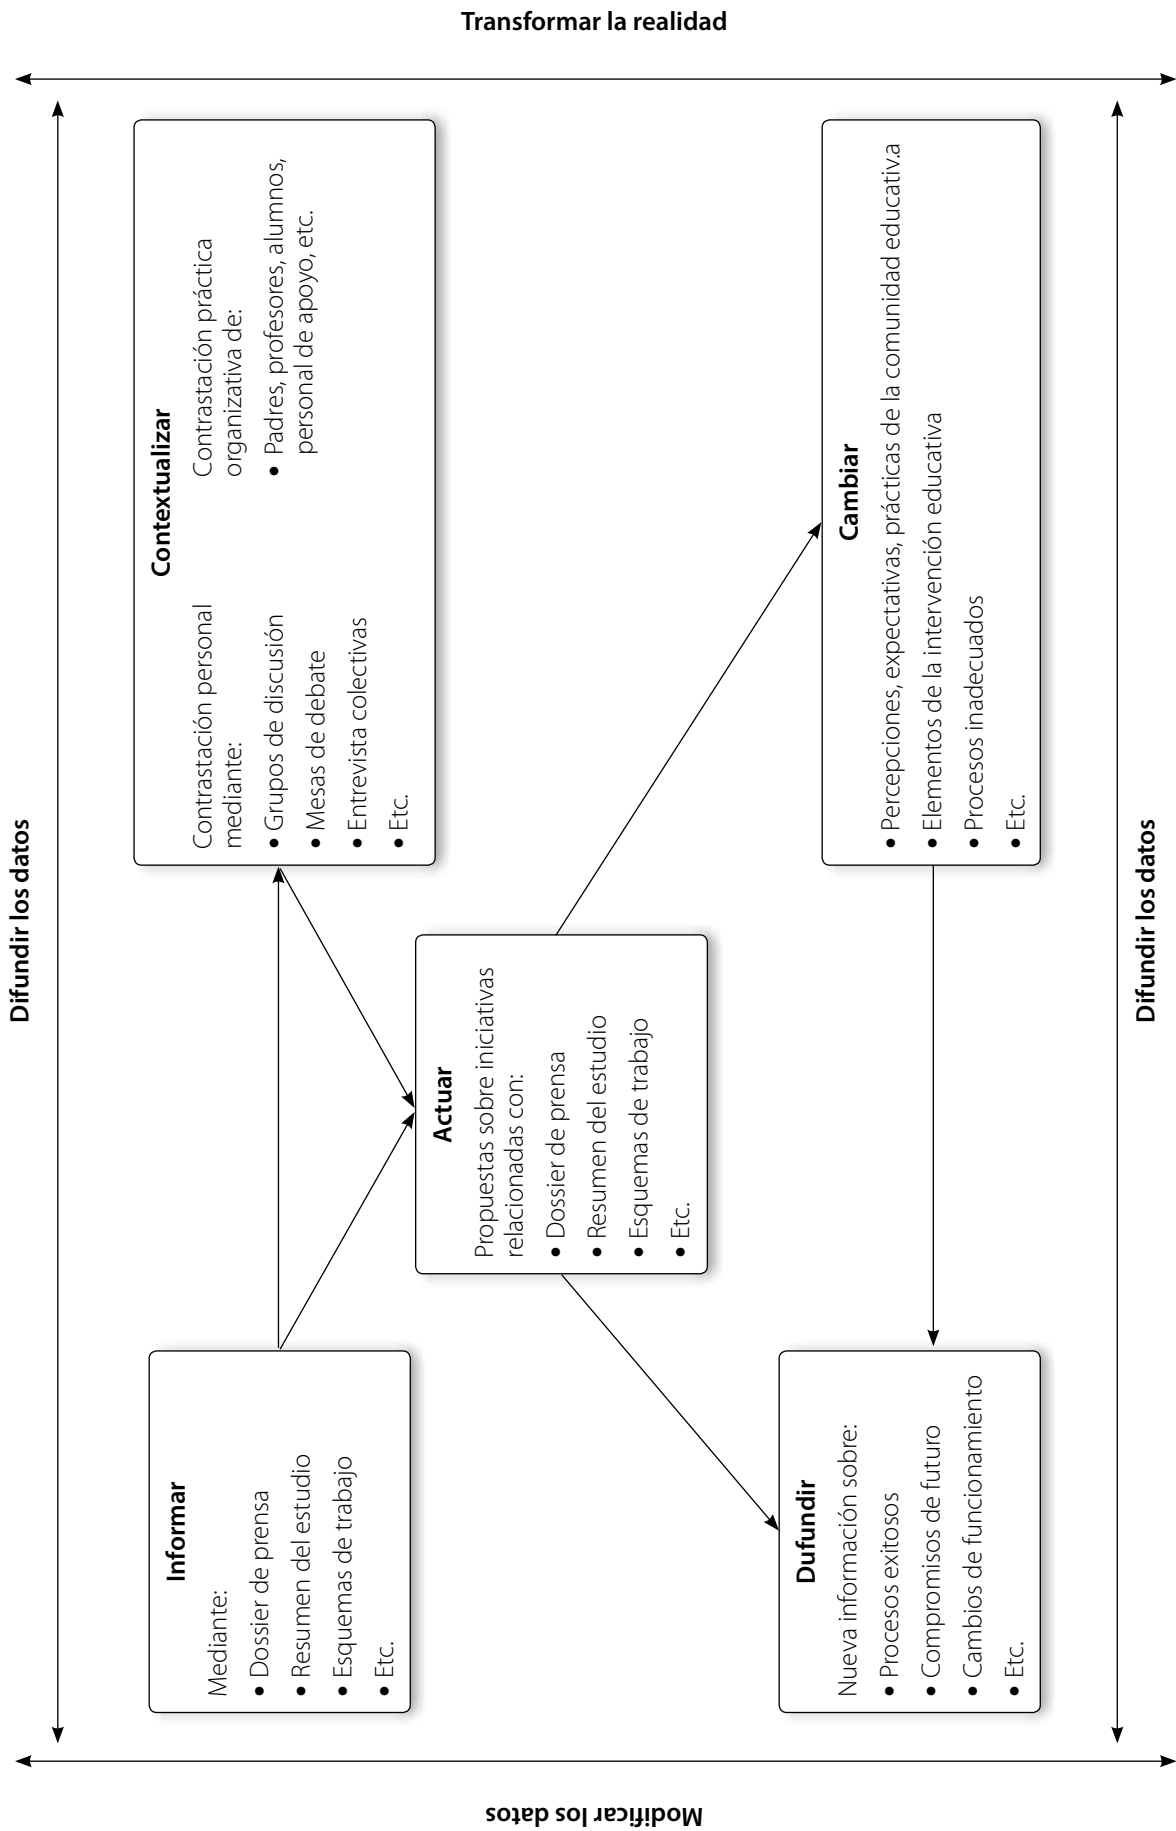 Difundir los datos
Modificar los datos
Transformar la realidad
Informar
Mediante:
• Dossier de prensa
• Resumen del estudio
• Esquemas de trabajo
• Etc.
Contextualizar
Contrastación personal
mediante:
• Grupos de discusión
• Mesas de debate
• Entrevista colectivas
• Etc.
Contrastación práctica
organizativa de:
• Padres, profesores, alumnos,
personal de apoyo, etc.
Actuar
Propuestas sobre iniciativas
relacionadas con:
• Dossier de prensa
• Resumen del estudio
• Esquemas de trabajo
• Etc.
Dufundir
Nueva información sobre:
• Procesos exitosos
• Compromisos de futuro
• Cambios de funcionamiento
• Etc.
Cambiar
• Percepciones, expectativas, prácticas de la comunidad educativ.a
• Elementos de la intervención educativa
• Procesos inadecuados
• Etc.
Difundir los datos